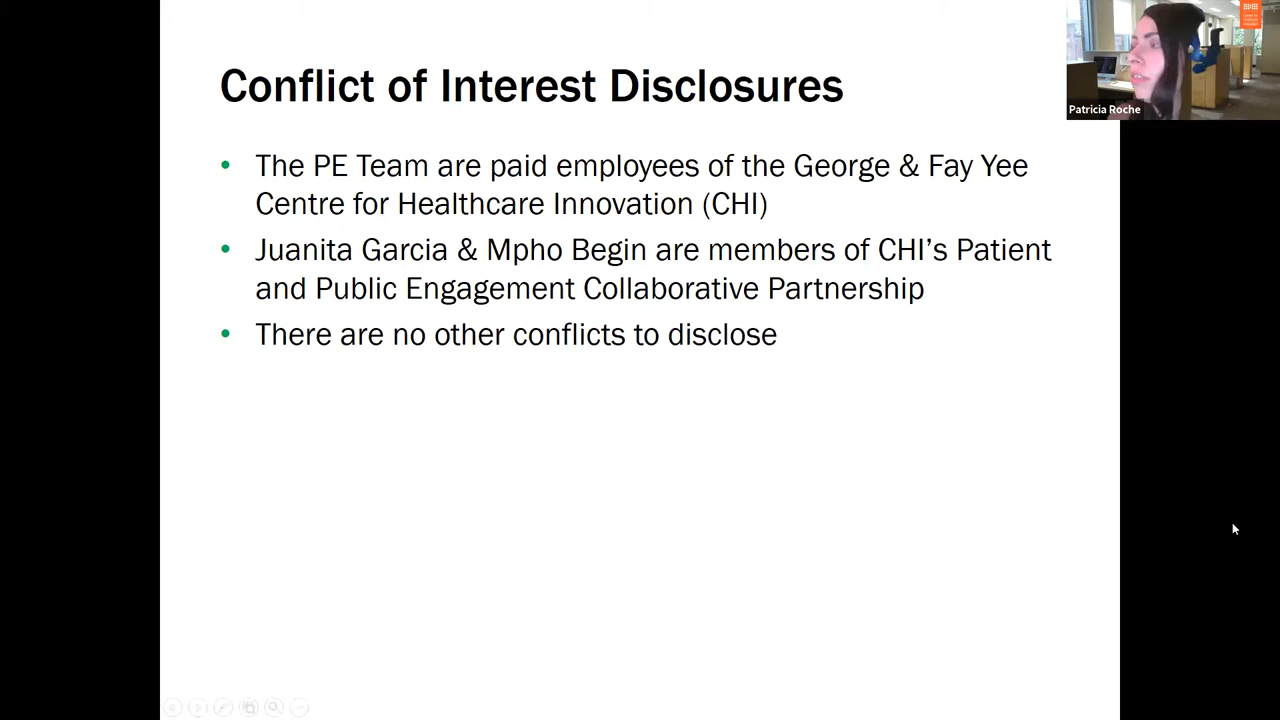 Conflict of Interest Disclosures
• The PE Team are paid employees of the George & Fay Yee
Centre for Healthcare Innovation (CHI)
• Juanita Garcia & Mpho Begin are members of CHI’s Patient
and Public Engagement Collaborative Partnership
• There are no other conflicts to disclose
Patricia Roche